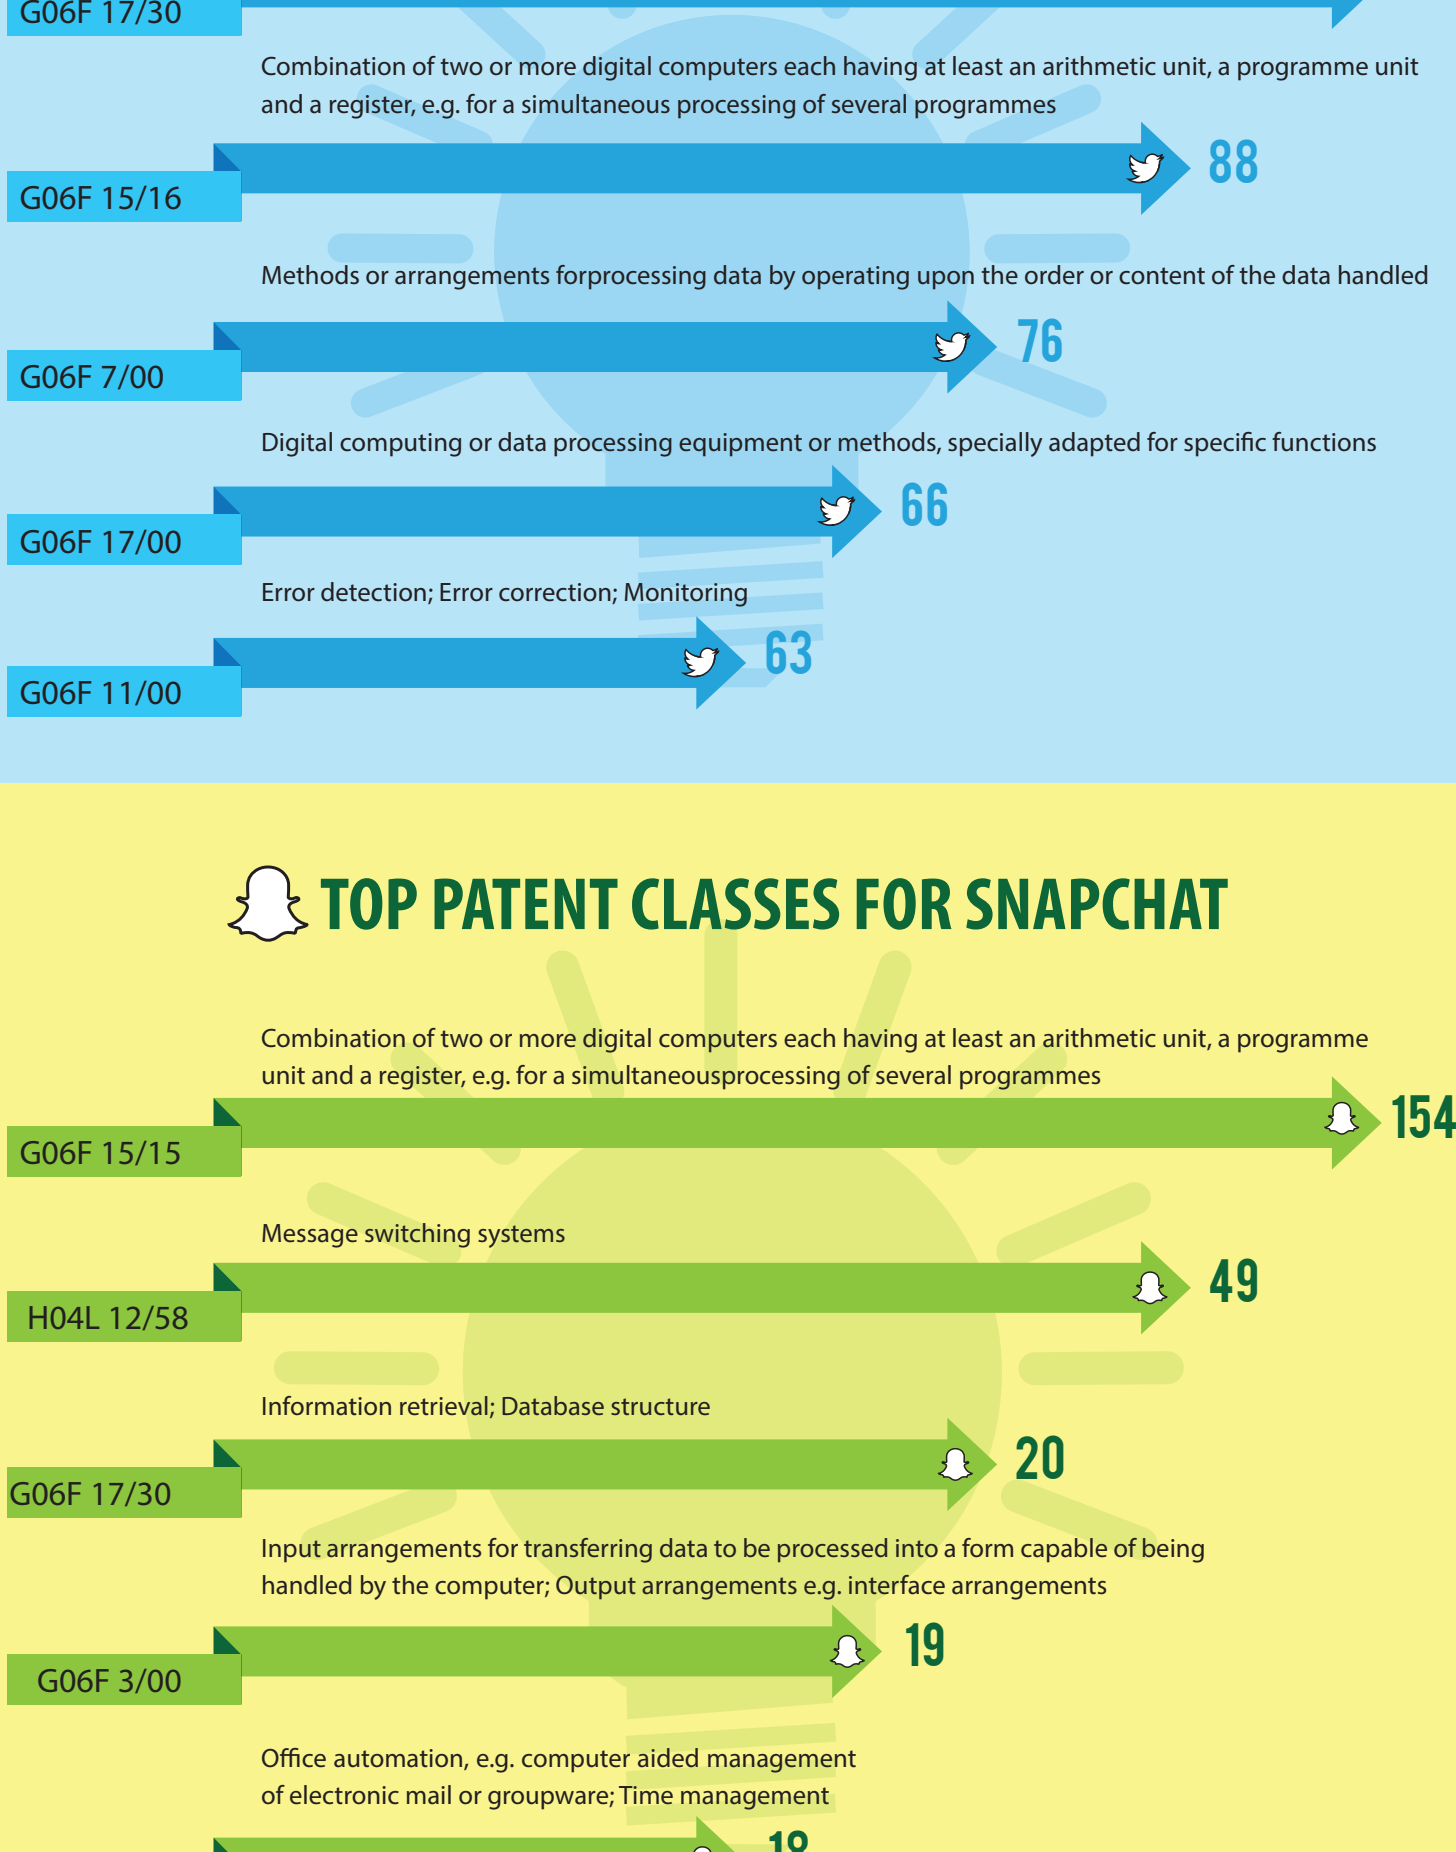 G06F 17/30
Combination of two or more digital computers each having at least an arithmetic unit, a programme unit
and a register, e.g. for a simultaneous processing of several programmes
88
G06F 15/16
Methods or arrangements forprocessing data by operating upon the order or content of the data handled
76
G06F 7/00
Digital computing or data processing equipment or methods, specially adapted for specific functions
66
G06F 17/00
Error detection; Error correction; Monitoring
63
G06F 11/00
TOP PATENT CLASSES FOR SNAPCHAT
Combination of two or more digital computers each having at least an arithmetic unit, a programme
unit and a register, e.g. for a simultaneousprocessing of several programmes
154
G06F 15/15
Message switching systems
49
H04L 12/58
Information retrieval; Database structure
20
G06F 17/30
Input arrangements for transferring data to be processed into a form capable of being
handled by the computer; Output arrangements e.g. interface arrangements
19
G06F 3/00
Office automation, e.g. computer aided management
of electronic mail or groupware; Time management
18